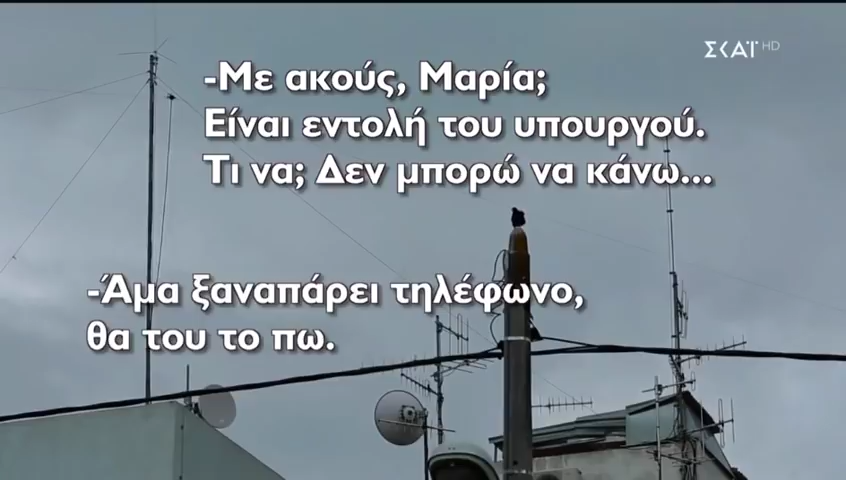 ΣΚΑΪ HD
-Με ακούς, Μαρία;
Είναι εντολή του υπουργού.
Τι να; Δεν μπορώ να κάνω...
-Άμα ξαναπάρει τηλέφωνο,
θα του το πω.